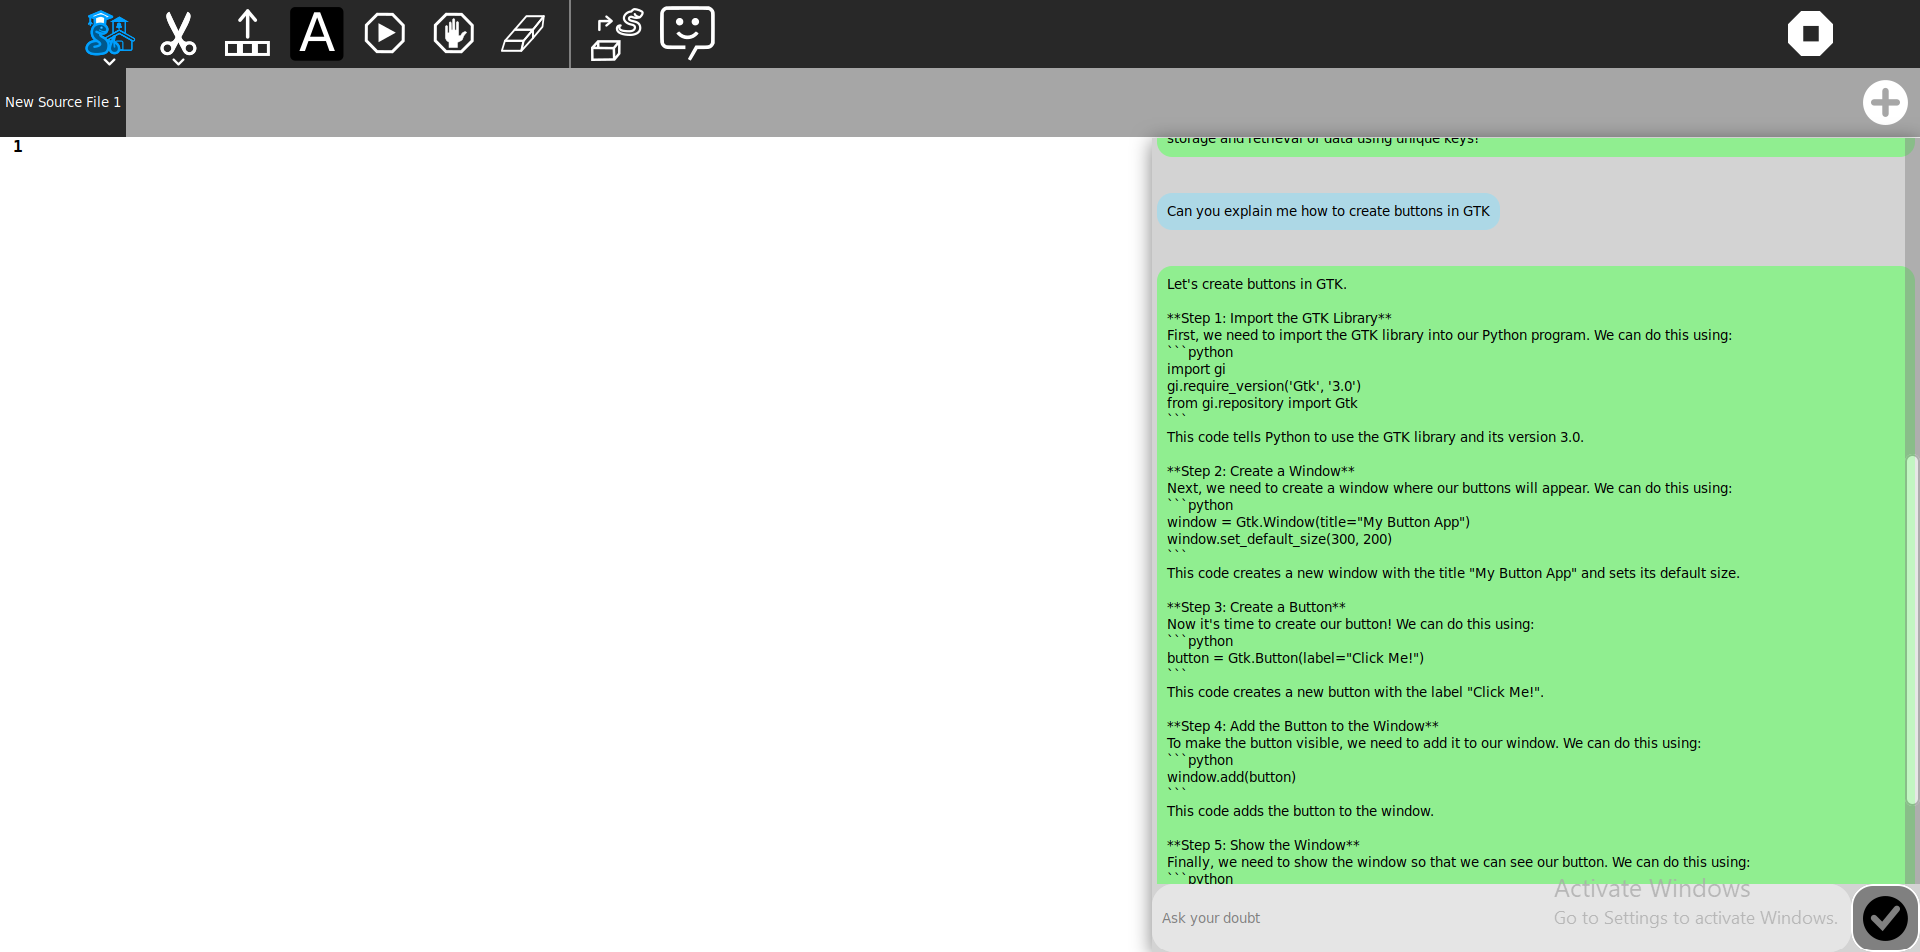 A
New Source File 1
1
storage and retrieval of data using unique keys!
Can you explain me how to create buttons in GTK
Let's create buttons in GTK.
**Step 1: Import the GTK Library**
First, we need to import the GTK library into our Python program. We can do this using:
```python
import gi
gi.require_version('Gtk', '3.0')
from gi.repository import Gtk
```
This code tells Python to use the GTK library and its version 3.0.
**Step 2: Create a Window**
Next, we need to create a window where our buttons will appear. We can do this using:
```python
window = Gtk.Window(title="My Button App")
window.set_default_size(300, 200)
```
This code creates a new window with the title "My Button App" and sets its default size.
**Step 3: Create a Button**
Now it's time to create our button! We can do this using:
```python
button = Gtk.Button(label="Click Me!")
```
This code creates a new button with the label "Click Me!".
**Step 4: Add the Button to the Window**
To make the button visible, we need to add it to our window. We can do this using:
```python
window.add(button)
```
This code adds the button to the window.
**Step 5: Show the Window**
Finally, we need to show the window so that we can see our button. We can do this using:
```python
Ask your doubt
Activate Windows
Go to Settings to activate Windows.